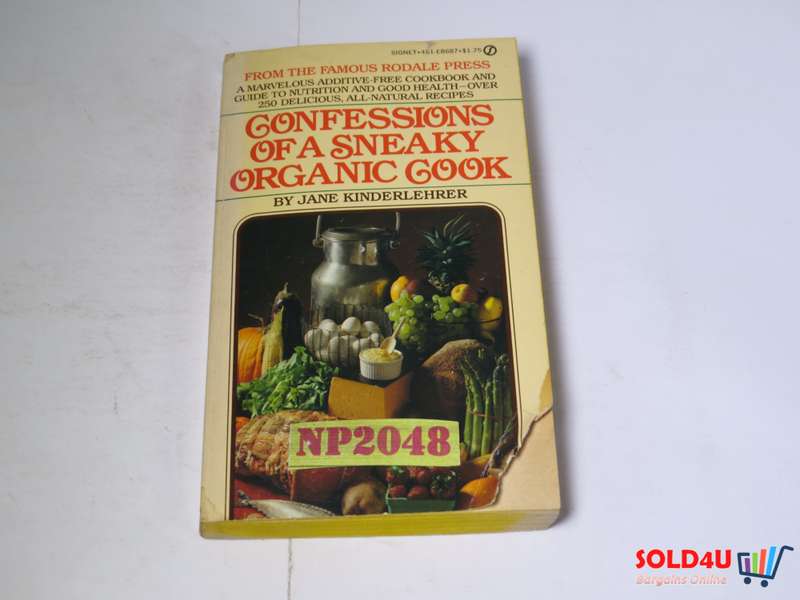 SIGNET•451-E8687•$1.75
FROM THE FAMOUS RODALE PRESS
A MARVELOUS ADDITIVE-FREE COOKBOOK AND
GUIDE TO NUTRITION AND GOOD HEALTH—OVER
250 DELICIOUS, ALL-NATURAL RECIPES
CONFESSIONS
OF A SNEAKY
ORGANIC COOK
BY JANE KINDERLEHRER
NP2048
SOLD4U
Bargains Online